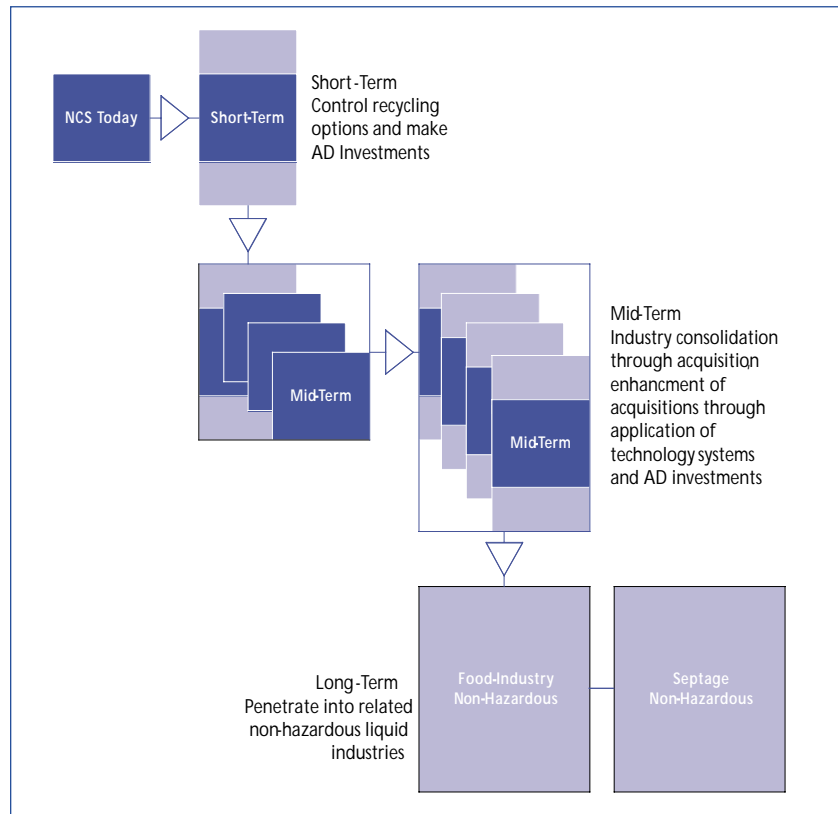 NCS Today
Short-Term
Short-Term
Control recycling
options and make
AD Investments
Mid-Term
Mid-Term
Mid-Term
Industry consolidation
through acquisition,
enhancment of
acquisitions through
application of
technology systems
and AD investments
Long-Term
Penetrate into related
non-hazardous liquid
industries
Food-Industry
Non-Hazardous
Septage
Non-Hazardous